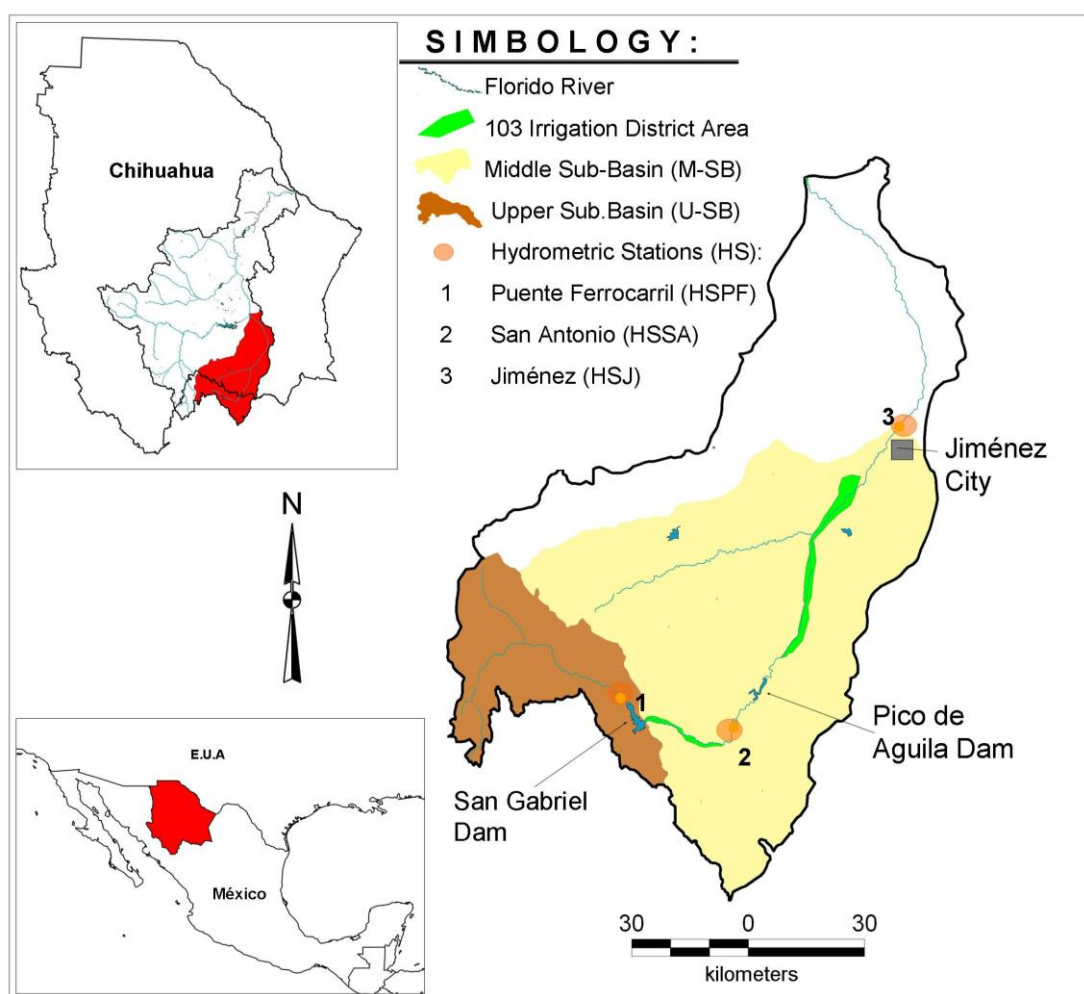 SIMBOLOGY:
Florido River
103 Irrigation District Area
Middle Sub-Basin (M-SB)
Upper Sub.Basin (U-SB)
Hydrometric Stations (HS):
1 Puente Ferrocarril (HSPF)
2 San Antonio (HSSA)
3 Jiménez (HSJ)
Chihuahua
N
E.U.A
México
3
Jiménez
City
1
2
Pico de
Aguila Dam
San Gabriel
Dam
30 0 30
kilometers